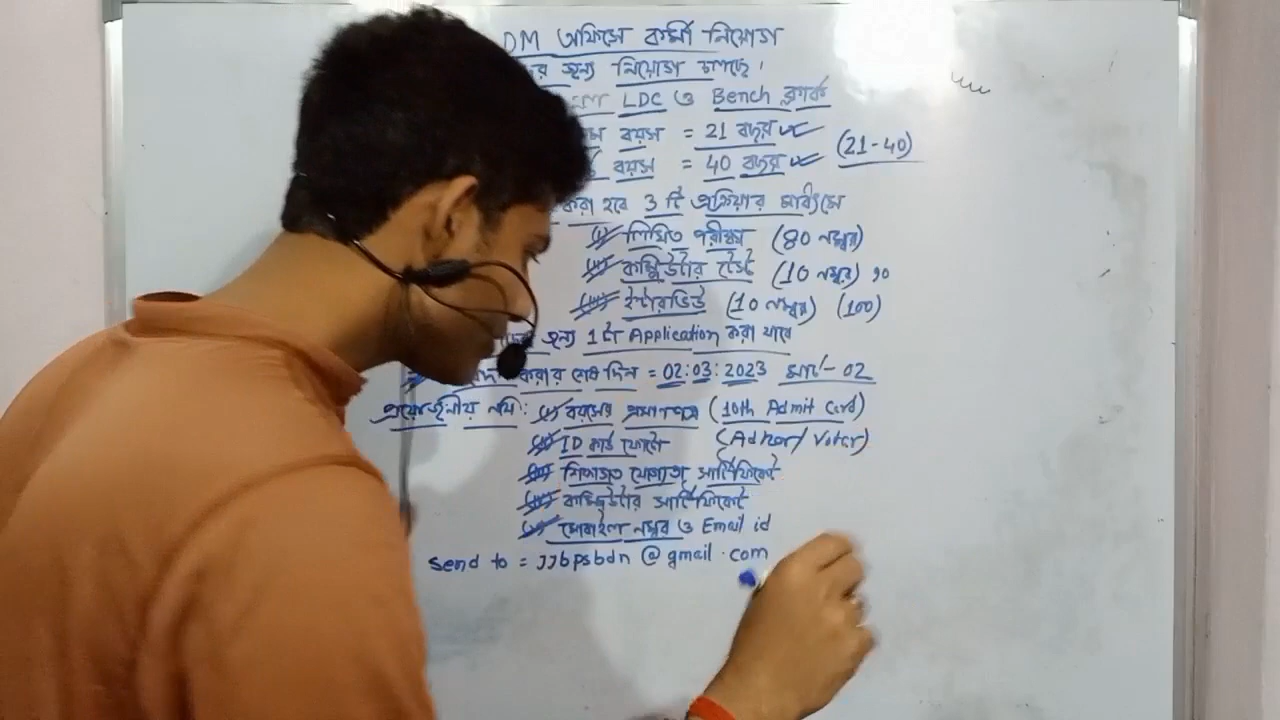 DM অফিসে কর্মী নিয়োগ
জন্য নিয়োগ চলছে।
LDC ও Bench ক্লার্ক
বয়স = 21 বছর
বয়স = 40 বছর (21-40)
করা হবে 3 টি প্রক্রিয়ার মাধ্যমে
(i) লিখিত পরীক্ষা (80 নম্বর)
(ii) কম্পিউটার টেস্ট (10 নম্বর) 90
(iii) ইন্টারভিউ (10 নম্বর) (100)
জন্য 1টা Application করা যাবে
করার শেষ দিন = 02:03:2023 মার্চ - 02
প্রয়োজনীয় নথি: (i) বয়সের প্রমাণপত্র (10th Admit Card)
(ii) ID কার্ড ফোটো (Adhar/Voter)
(iii) শিক্ষাগত যোগ্যতা সার্টিফিকেট
(iv) কম্পিউটার সার্টিফিকেট
(v) মোবাইল নম্বর ও Email id
send to = jjbpsbdn@gmail.com